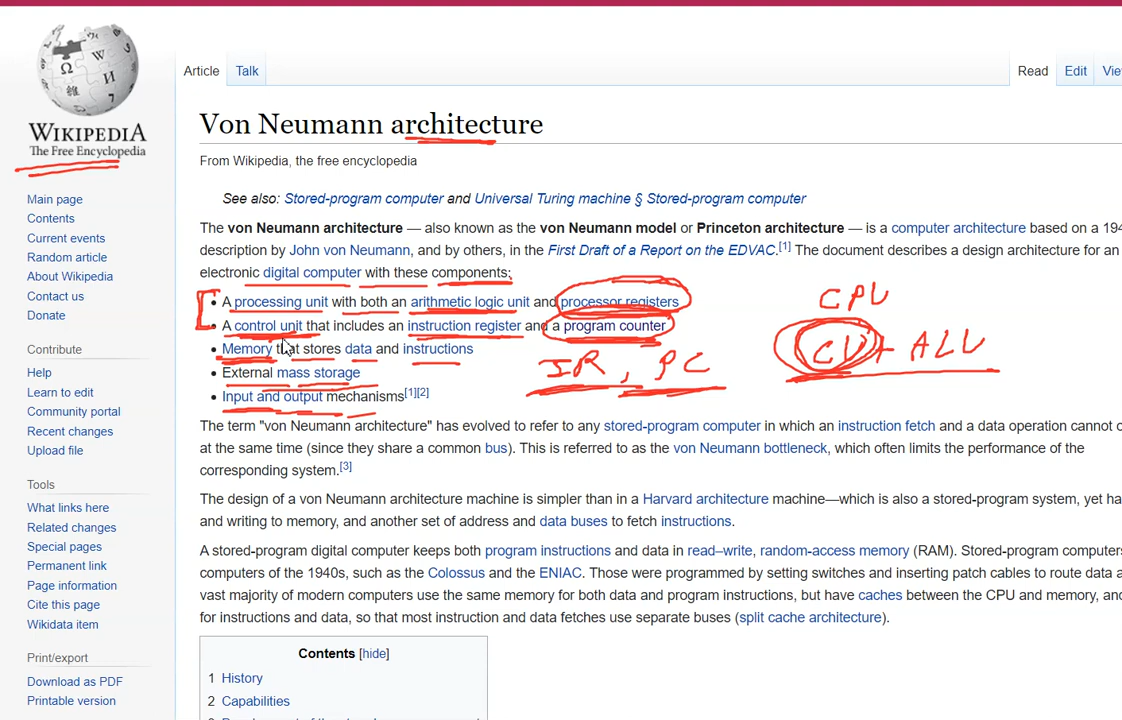 WIKIPEDIA
The Free Encyclopedia
Main page
Contents
Current events
Random article
About Wikipedia
Contact us
Donate
Contribute
Help
Learn to edit
Community portal
Recent changes
Upload file
Tools
What links here
Related changes
Special pages
Permanent link
Page information
Cite this page
Wikidata item
Print/export
Download as PDF
Printable version
Article Talk Read Edit
Von Neumann architecture
From Wikipedia, the free encyclopedia
See also: Stored-program computer and Universal Turing machine § Stored-program computer
The von Neumann architecture — also known as the von Neumann model or Princeton architecture — is a computer architecture based on a
description by John von Neumann, and by others, in the First Draft of a Report on the EDVAC.[1] The document describes a design architecture for an
electronic digital computer with these components:
• A processing unit with both an arithmetic logic unit and processor registers
• A control unit that includes an instruction register and a program counter
• Memory that stores data and instructions
• External mass storage
• Input and output mechanisms[1][2]
CPU
CU + ALU
IR, PC
The term "von Neumann architecture" has evolved to refer to any stored-program computer in which an instruction fetch and a data operation cannot
at the same time (since they share a common bus). This is referred to as the von Neumann bottleneck, which often limits the performance of the
corresponding system.[3]
The design of a von Neumann architecture machine is simpler than in a Harvard architecture machine—which is also a stored-program system, yet
and writing to memory, and another set of address and data buses to fetch instructions.
A stored-program digital computer keeps both program instructions and data in read–write, random-access memory (RAM). Stored-program
computers of the 1940s, such as the Colossus and the ENIAC. Those were programmed by setting switches and inserting patch cables to route data
vast majority of modern computers use the same memory for both data and program instructions, but have caches between the CPU and memory,
for instructions and data, so that most instruction and data fetches use separate buses (split cache architecture).
Contents [hide]
1 History
2 Capabilities